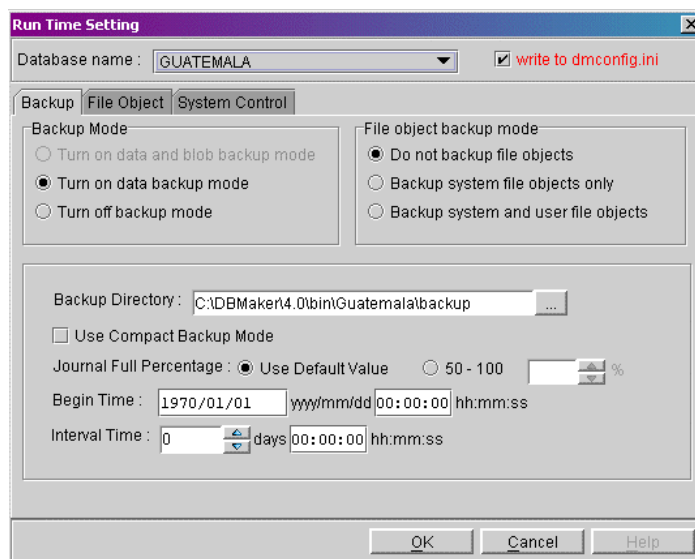 Run Time Setting
Database name : GUATEMALA write to dmconfig.ini
Backup File Object System Control
Backup Mode
Turn on data and blob backup mode
Turn on data backup mode
Turn off backup mode
File object backup mode
Do not backup file objects
Backup system file objects only
Backup system and user file objects
Backup Directory : C:\DBMaker\4.0\bin\Guatemala\backup ...
Use Compact Backup Mode
Journal Full Percentage : Use Default Value 50 - 100 %
Begin Time : 1970/01/01 yyyy/mm/dd 00:00:00 hh:mm:ss
Interval Time : 0 days 00:00:00 hh:mm:ss
OK Cancel Help